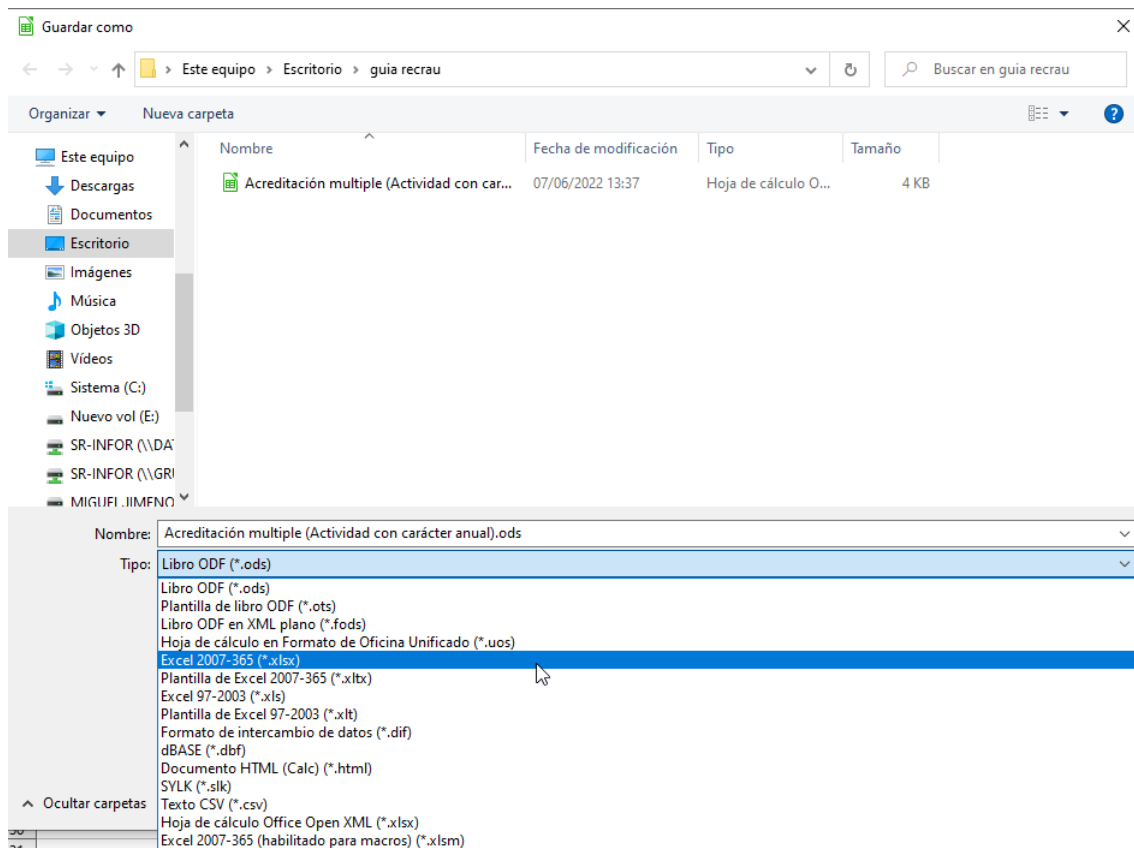 Guardar como
Este equipo > Escritorio > guia recrau
Buscar en guia recrau
Organizar
Nueva carpeta
Nombre
Fecha de modificación
Tipo
Tamaño
Este equipo
Descargas
Documentos
Escritorio
Imágenes
Música
Objetos 3D
Vídeos
Sistema (C:)
Nuevo vol (E:)
SR-INFOR (\\DA
SR-INFOR (\\GRU
MIGUEL JIMENO
Acreditación multiple (Actividad con car...
07/06/2022 13:37
Hoja de cálculo O...
4 KB
Nombre: Acreditación multiple (Actividad con carácter anual).ods
Tipo: Libro ODF (*.ods)
Libro ODF (*.ods)
Plantilla de libro ODF (*.ots)
Libro ODF en XML plano (*.fods)
Hoja de cálculo en Formato de Oficina Unificado (*.uos)
Excel 2007-365 (*.xlsx)
Plantilla de Excel 2007-365 (*.xltx)
Excel 97-2003 (*.xls)
Plantilla de Excel 97-2003 (*.xlt)
Formato de intercambio de datos (*.dif)
dBASE (*.dbf)
Documento HTML (Calc) (*.html)
SYLK (*.slk)
Texto CSV (*.csv)
Hoja de cálculo Office Open XML (*.xlsx)
Excel 2007-365 (habilitado para macros) (*.xlsm)
Ocultar carpetas